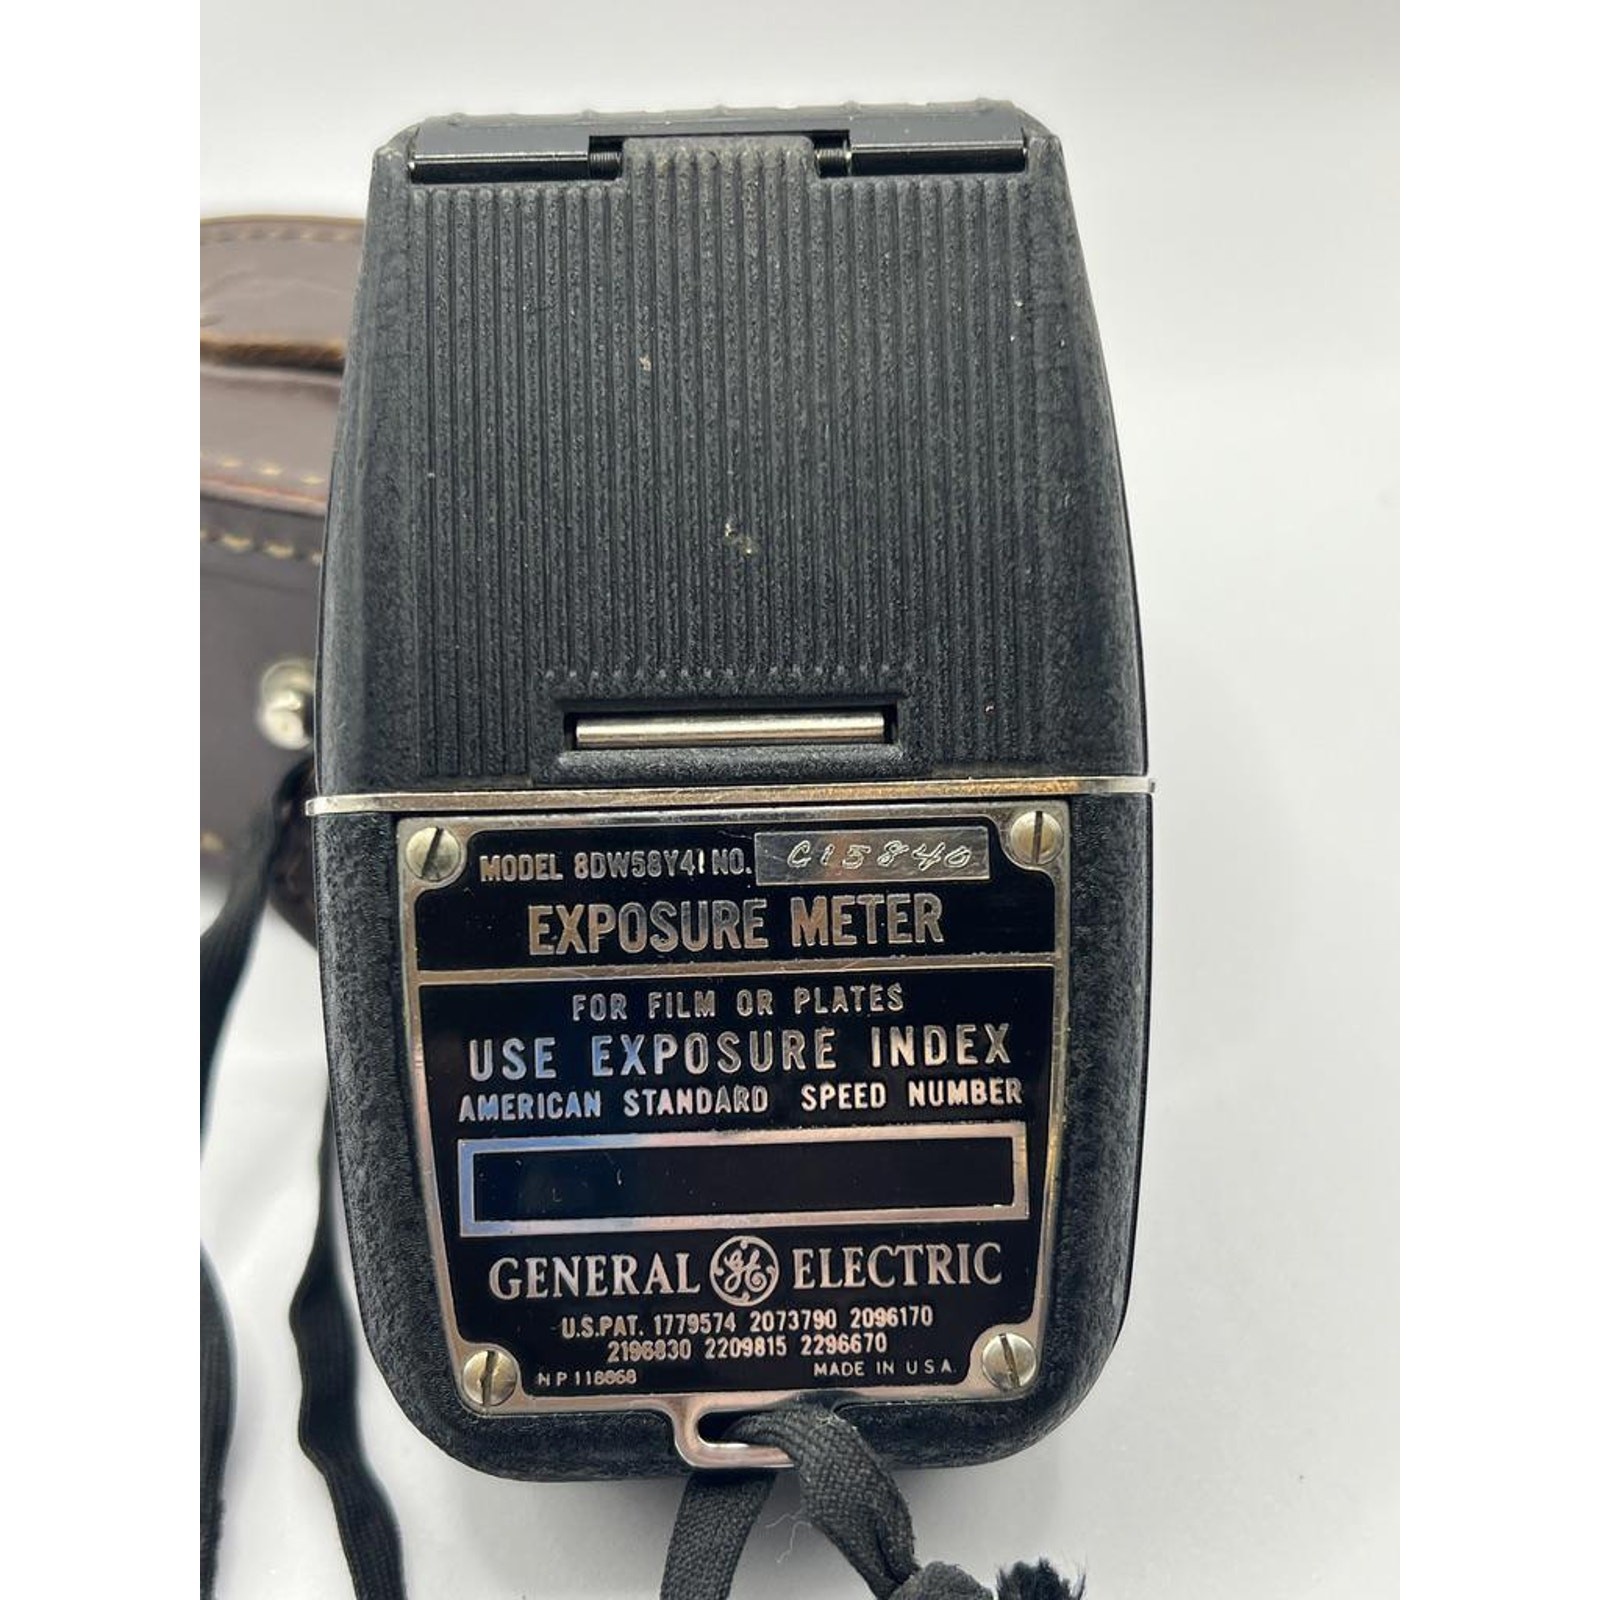 MODEL 8DW58Y41 NO. C15840
EXPOSURE METER
FOR FILM OR PLATES
USE EXPOSURE INDEX
AMERICAN STANDARD SPEED NUMBER
GENERAL GE ELECTRIC
U.S.PAT. 1779574 2073790 2096170
2196830 2209815 2296670
NP118868 MADE IN U.S.A.